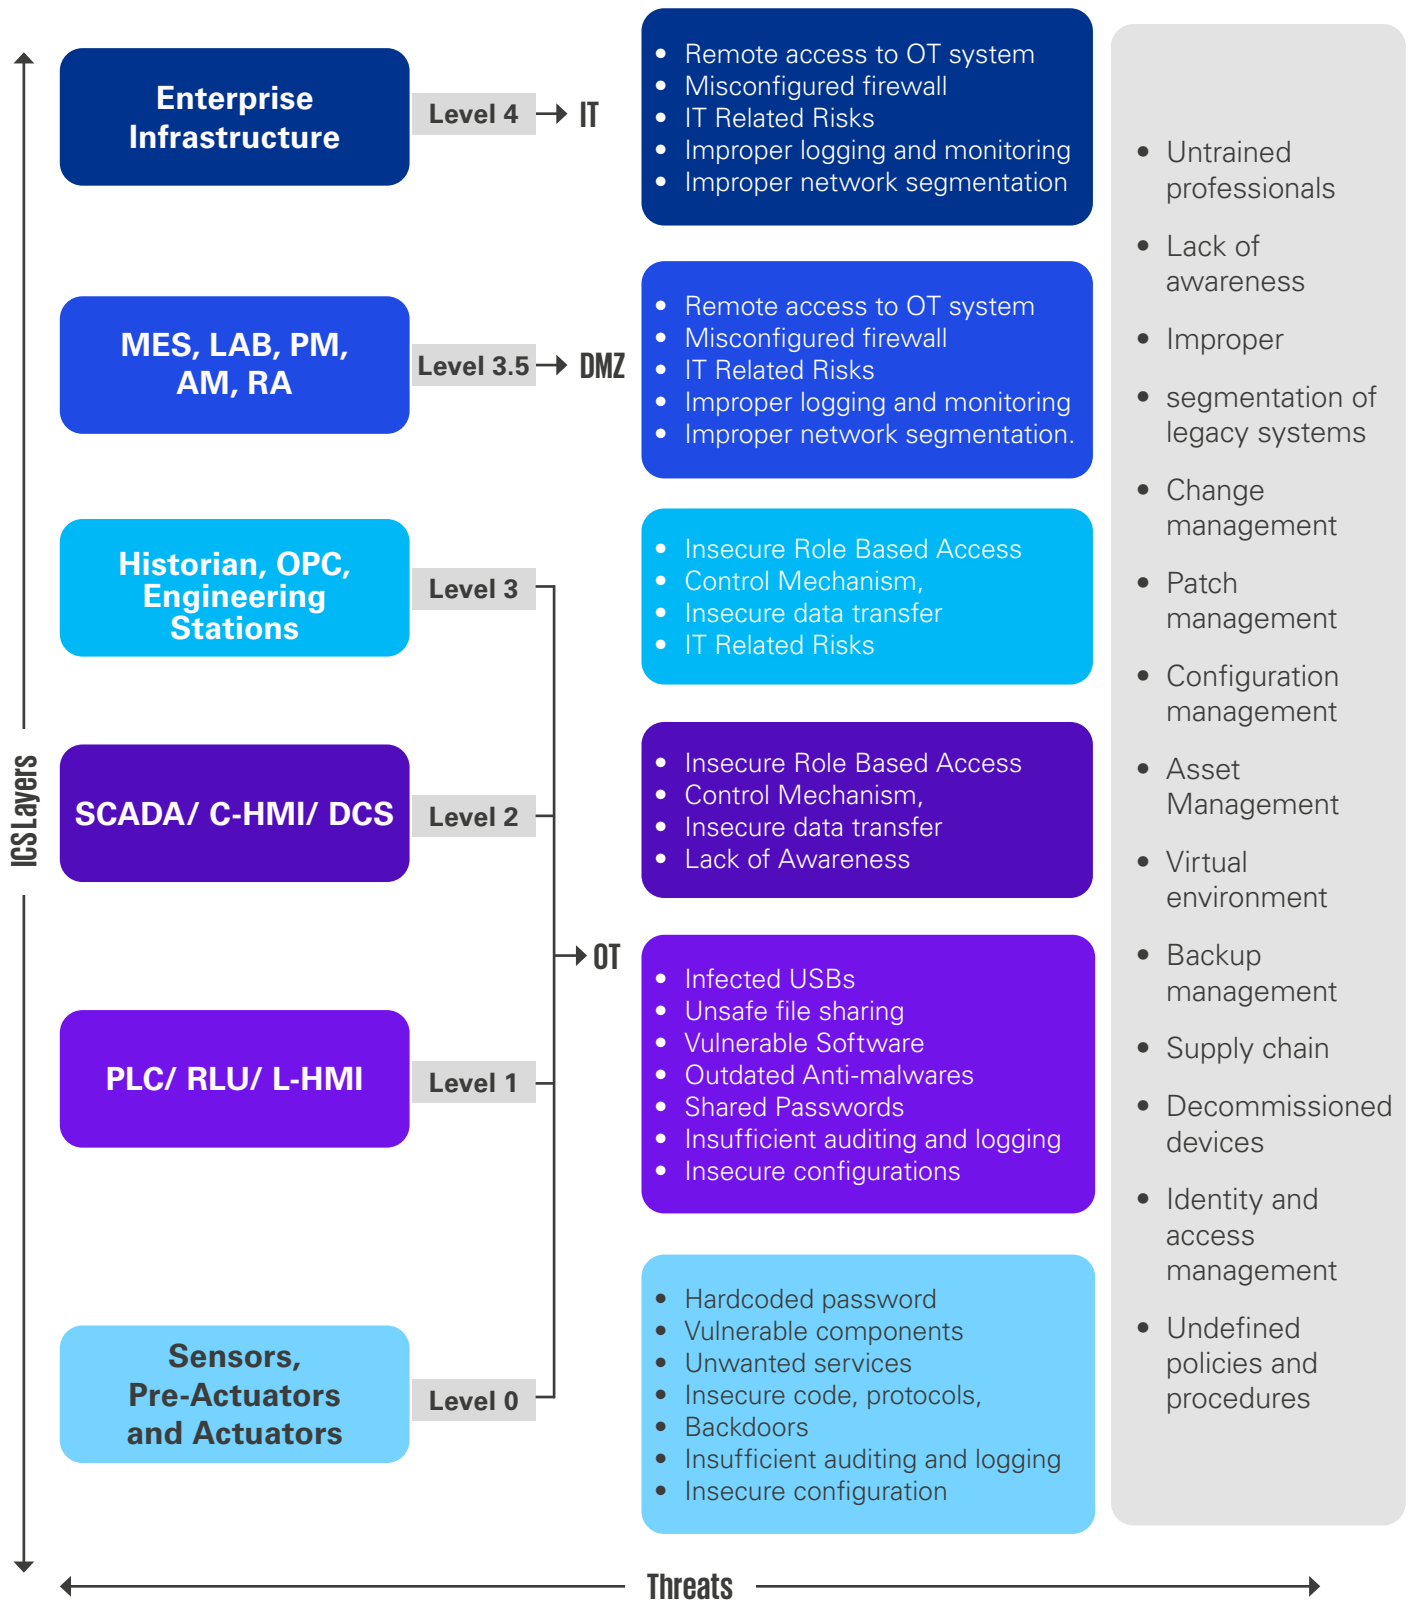 Enterprise
Infrastructure
Level 4
IT
• Remote access to OT system
• Misconfigured firewall
• IT Related Risks
• Improper logging and monitoring
• Improper network segmentation
MES, LAB, PM,
AM, RA
Level 3.5
DMZ
• Remote access to OT system
• Misconfigured firewall
• IT Related Risks
• Improper logging and monitoring
• Improper network segmentation.
Historian, OPC,
Engineering
Stations
Level 3
• Insecure Role Based Access
• Control Mechanism,
• Insecure data transfer
• IT Related Risks
SCADA/ C-HMI/ DCS
Level 2
• Insecure Role Based Access
• Control Mechanism,
• Insecure data transfer
• Lack of Awareness
OT
PLC/ RLU/ L-HMI
Level 1
• Infected USBs
• Unsafe file sharing
• Vulnerable Software
• Outdated Anti-malwares
• Shared Passwords
• Insufficient auditing and logging
• Insecure configurations
Sensors,
Pre-Actuators
and Actuators
Level 0
• Hardcoded password
• Vulnerable components
• Unwanted services
• Insecure code, protocols,
• Backdoors
• Insufficient auditing and logging
• Insecure configuration
• Untrained
professionals
• Lack of
awareness
• Improper
• segmentation of
legacy systems
• Change
management
• Patch
management
• Configuration
management
• Asset
Management
• Virtual
environment
• Backup
management
• Supply chain
• Decommissioned
devices
• Identity and
access
management
• Undefined
policies and
procedures
ICS Layers
Threats